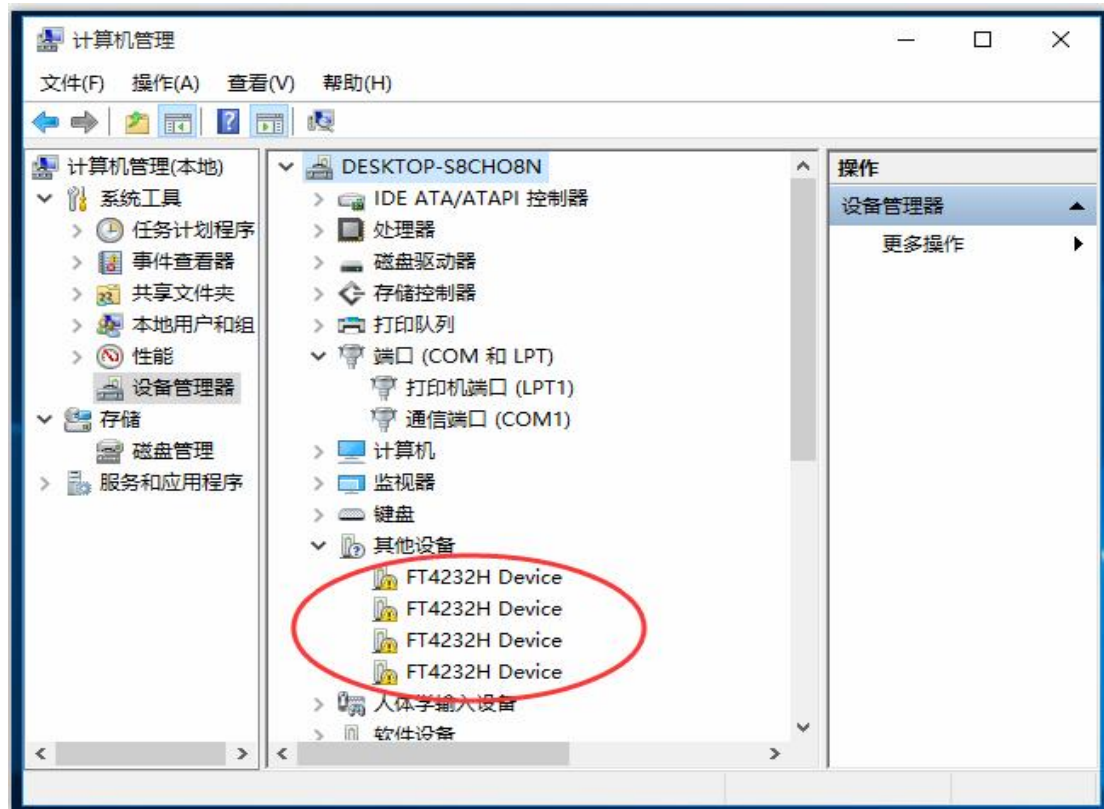 计算机管理
文件(F) 操作(A) 查看(V) 帮助(H)
计算机管理(本地)
系统工具
任务计划程序
事件查看器
共享文件夹
本地用户和组
性能
设备管理器
存储
磁盘管理
服务和应用程序
DESKTOP-S8CHO8N
IDE ATA/ATAPI 控制器
处理器
磁盘驱动器
存储控制器
打印队列
端口 (COM 和 LPT)
打印机端口 (LPT1)
通信端口 (COM1)
计算机
监视器
键盘
其他设备
FT4232H Device
FT4232H Device
FT4232H Device
FT4232H Device
人体学输入设备
软件设备
操作
设备管理器
更多操作